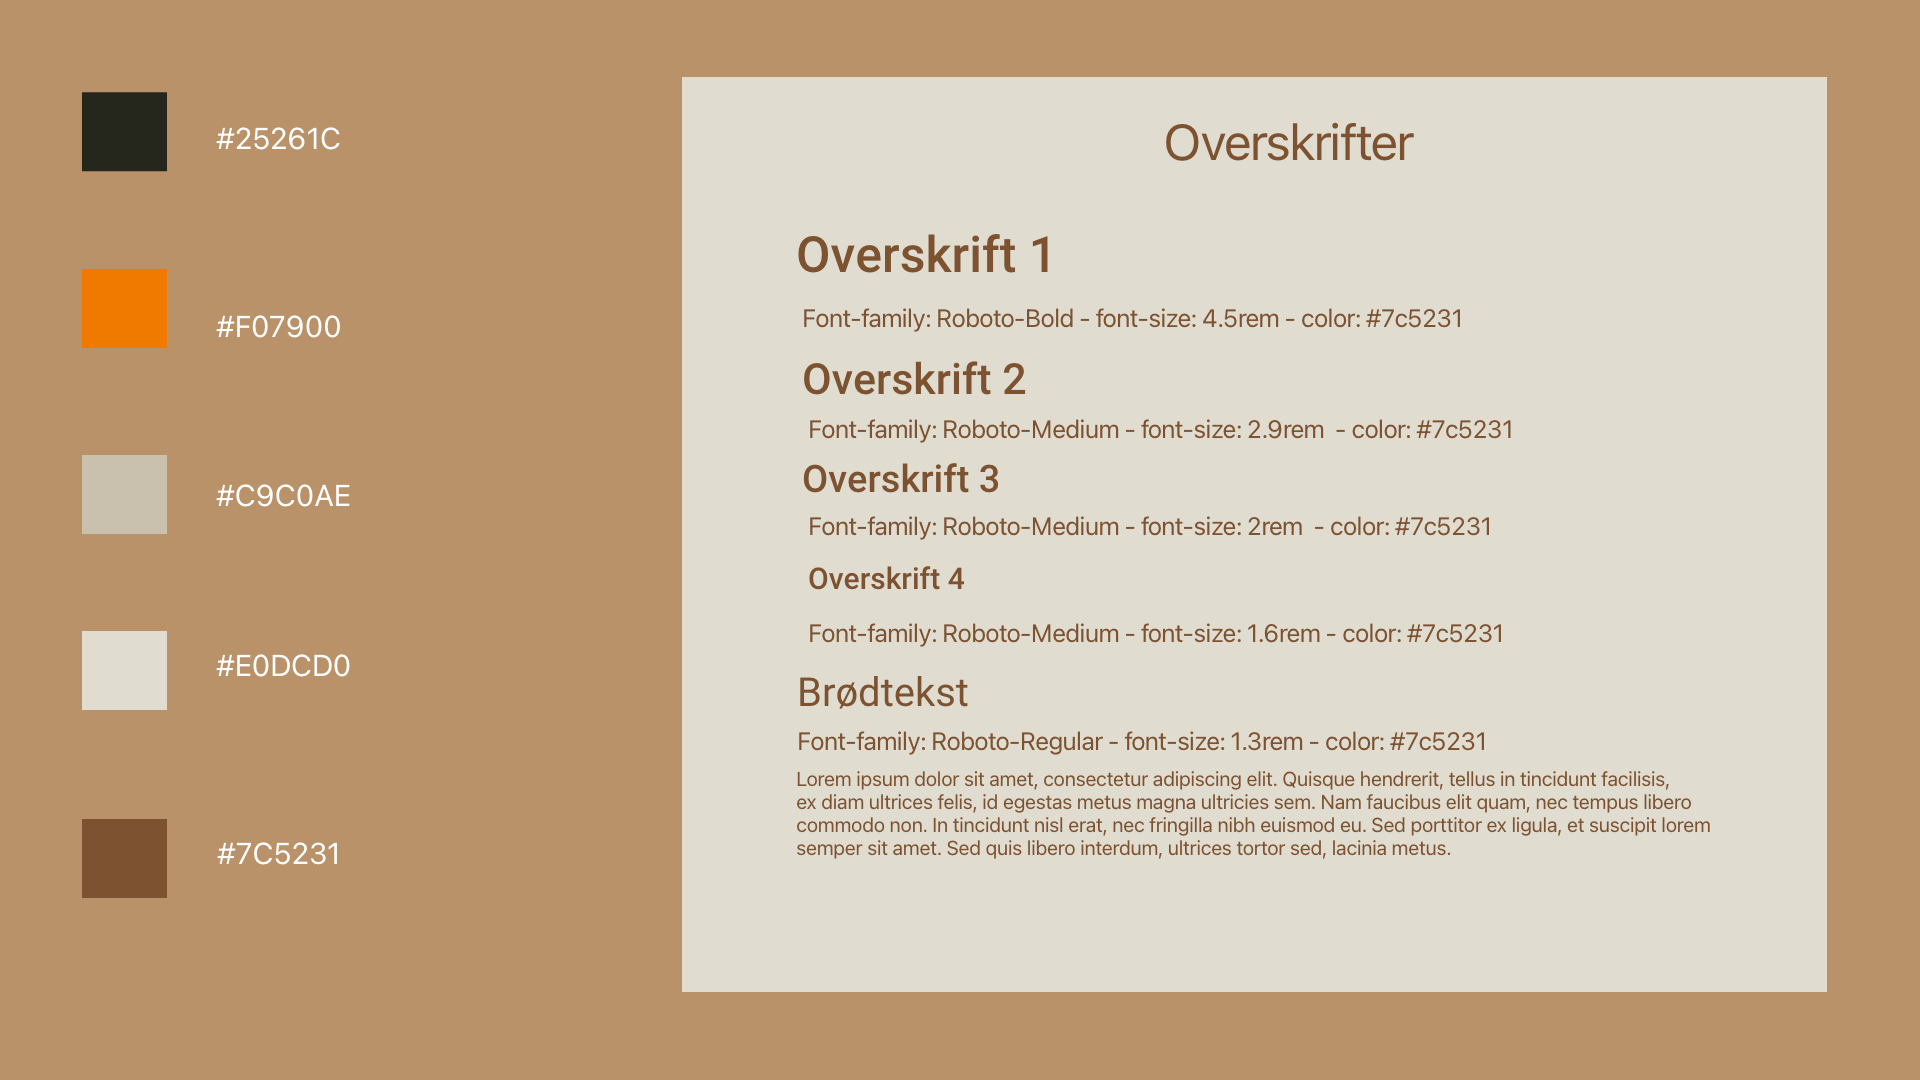 #25261C
#F07900
#C9C0AE
#E0DCD0
#7C5231
Overskrifter
Overskrift 1
Font-family: Roboto-Bold - font-size: 4.5rem - color: #7c5231
Overskrift 2
Font-family: Roboto-Medium - font-size: 2.9rem  - color: #7c5231
Overskrift 3
Font-family: Roboto-Medium - font-size: 2rem  - color: #7c5231
Overskrift 4
Font-family: Roboto-Medium - font-size: 1.6rem - color: #7c5231
Brødtekst
Font-family: Roboto-Regular - font-size: 1.3rem - color: #7c5231
Lorem ipsum dolor sit amet, consectetur adipiscing elit. Quisque hendrerit, tellus in tincidunt facilisis,
ex diam ultrices felis, id egestas metus magna ultricies sem. Nam faucibus elit quam, nec tempus libero
commodo non. In tincidunt nisl erat, nec fringilla nibh euismod eu. Sed porttitor ex ligula, et suscipit lorem
semper sit amet. Sed quis libero interdum, ultrices tortor sed, lacinia metus.